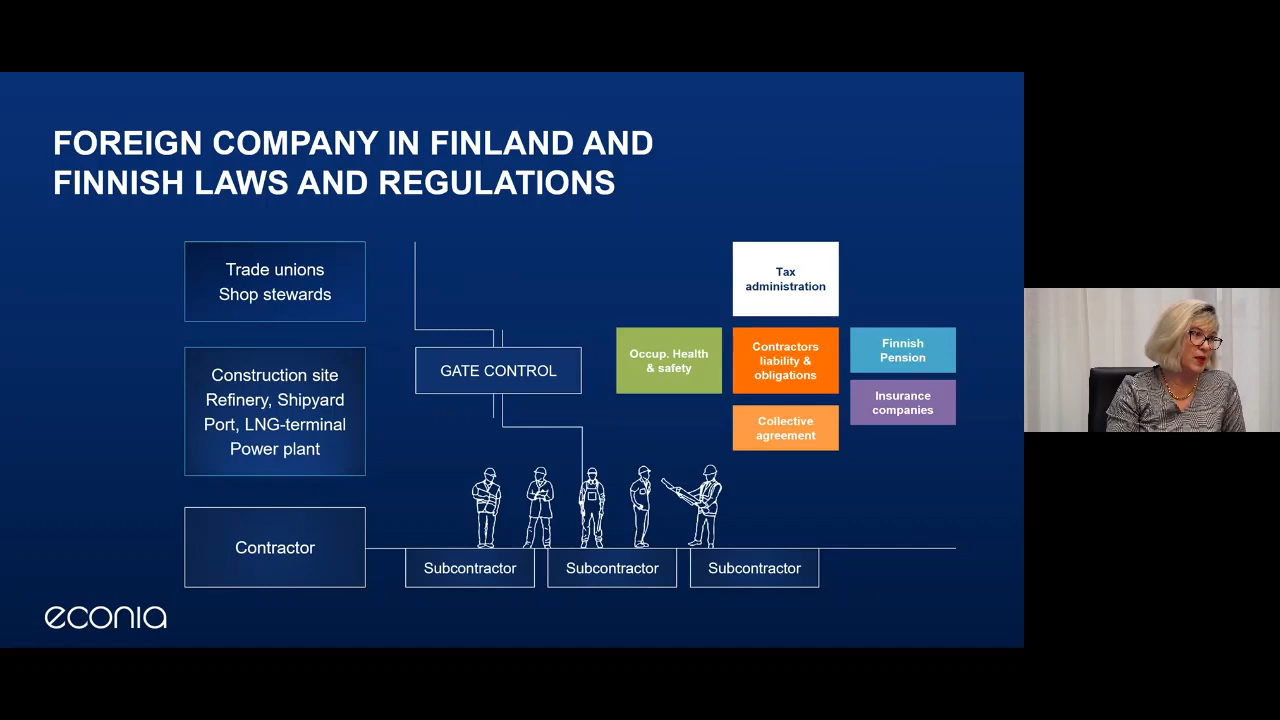 FOREIGN COMPANY IN FINLAND AND
FINNISH LAWS AND REGULATIONS
Trade unions
Shop stewards
Construction site
Refinery, Shipyard
Port, LNG-terminal
Power plant
Contractor
GATE CONTROL
Tax
administration
Occup. Health
& safety
Contractors
liability &
obligations
Finnish
Pension
Insurance
companies
Collective
agreement
Subcontractor
Subcontractor
Subcontractor
econia